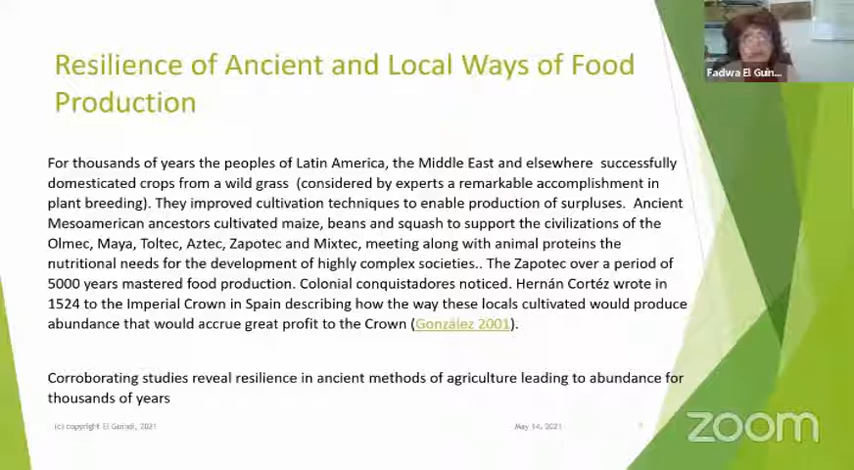 Resilience of Ancient and Local Ways of Food
Production
Fadwa El Guin...
For thousands of years the peoples of Latin America, the Middle East and elsewhere successfully
domesticated crops from a wild grass (considered by experts a remarkable accomplishment in
plant breeding). They improved cultivation techniques to enable production of surpluses. Ancient
Mesoamerican ancestors cultivated maize, beans and squash to support the civilizations of the
Olmec, Maya, Toltec, Aztec, Zapotec and Mixtec, meeting along with animal proteins the
nutritional needs for the development of highly complex societies.. The Zapotec over a period of
5000 years mastered food production. Colonial conquistadores noticed. Hernán Cortéz wrote in
1524 to the Imperial Crown in Spain describing how the way these locals cultivated would produce
abundance that would accrue great profit to the Crown (González 2001).
Corroborating studies reveal resilience in ancient methods of agriculture leading to abundance for
thousands of years
(c) copyright El Guindi, 2021
May 14, 2021
zoom